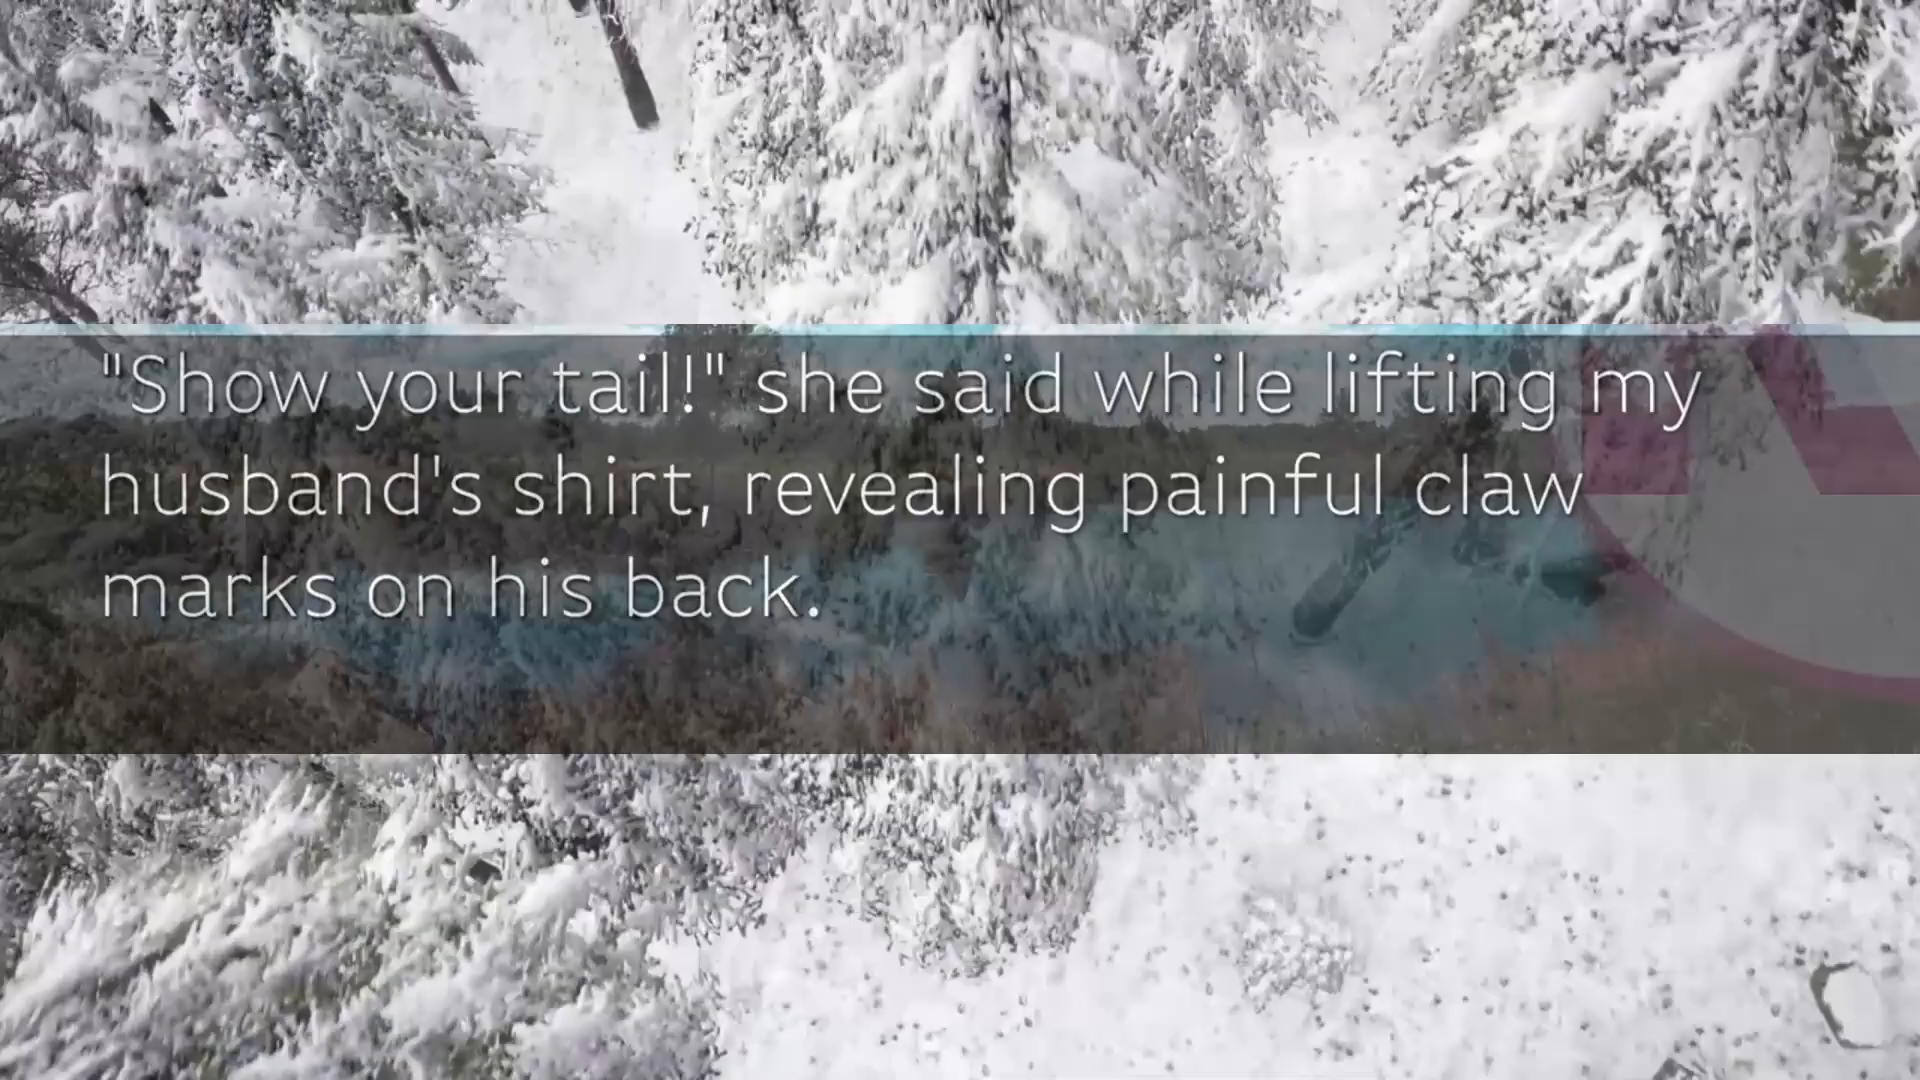 "Show your tail!" she said while lifting my
husband's shirt, revealing painful claw
marks on his back.